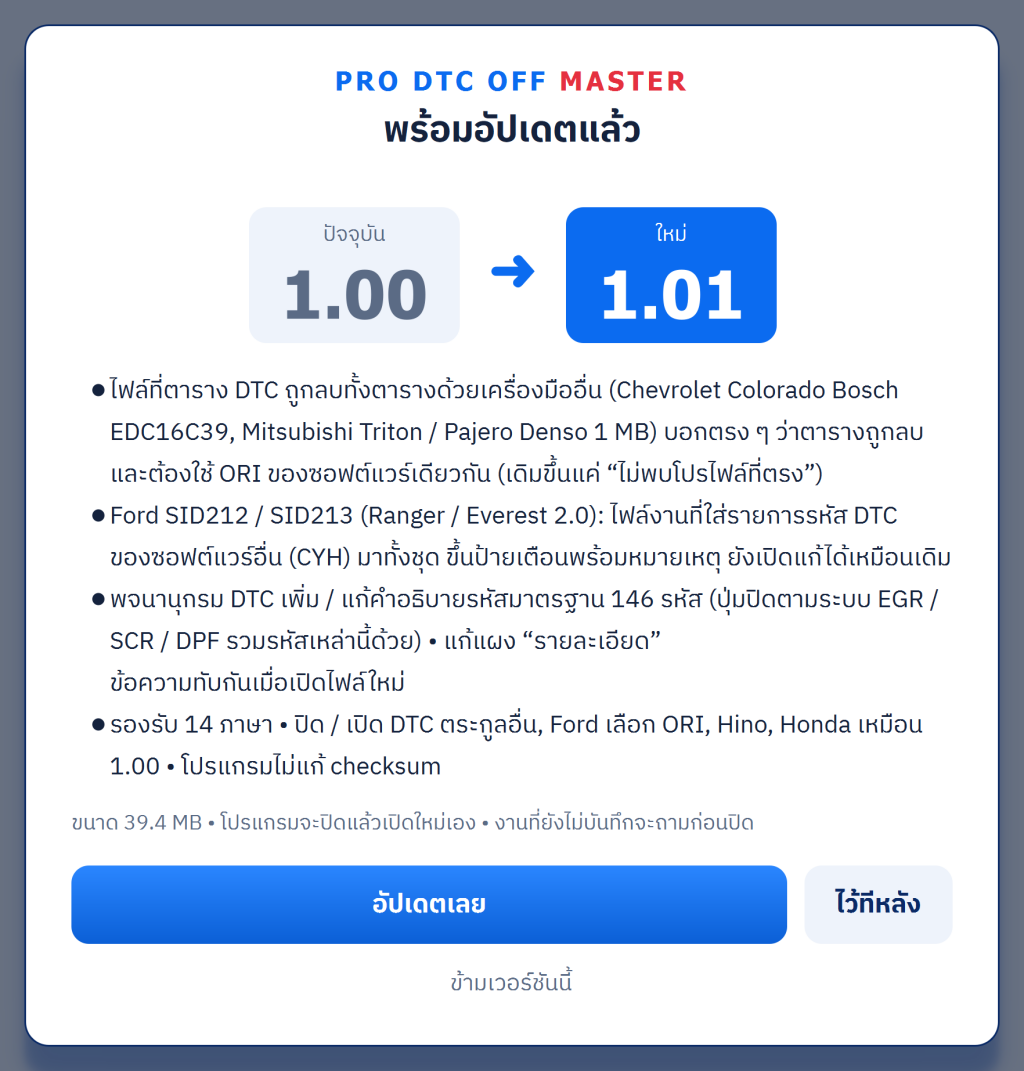 PRO DTC OFF MASTER
พร้อมอัปเดตแล้ว
ปัจจุบัน
1.00
➜
ใหม่
1.01
● ไฟล์ที่ตาราง DTC ถูกลบทั้งตารางด้วยเครื่องมืออื่น (Chevrolet Colorado Bosch
EDC16C39, Mitsubishi Triton / Pajero Denso 1 MB) บอกตรง ๆ ว่าตารางถูกลบ
และต้องใช้ ORI ของซอฟต์แวร์เดียวกัน (เดิมขึ้นแค่ “ไม่พบโปรไฟล์ที่ตรง”)
● Ford SID212 / SID213 (Ranger / Everest 2.0): ไฟล์งานที่ใส่รายการรหัส DTC
ของซอฟต์แวร์อื่น (CYH) มาทั้งชุด ขึ้นป้ายเตือนพร้อมหมายเหตุ ยังเปิดแก้ได้เหมือนเดิม
● พจนานุกรม DTC เพิ่ม / แก้คำอธิบายรหัสมาตรฐาน 146 รหัส (ปุ่มปิดตามระบบ EGR /
SCR / DPF รวมรหัสเหล่านี้ด้วย) • แก้แผง “รายละเอียด”
ข้อความทับกันเมื่อเปิดไฟล์ใหม่
● รองรับ 14 ภาษา • ปิด / เปิด DTC ตระกูลอื่น, Ford เลือก ORI, Hino, Honda เหมือน
1.00 • โปรแกรมไม่แก้ checksum
ขนาด 39.4 MB • โปรแกรมจะปิดแล้วเปิดใหม่เอง • งานที่ยังไม่บันทึกจะถามก่อนปิด
อัปเดตเลย
ไว้ทีหลัง
ข้ามเวอร์ชันนี้